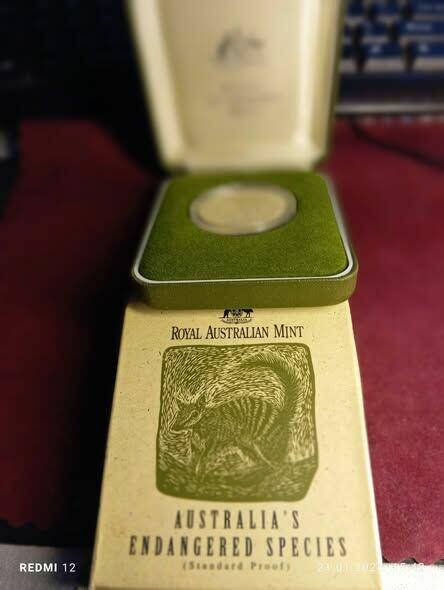 ROYAL AUSTRALIAN MINT
AUSTRALIA'S
ENDANGERED SPECIES
(Standard Proof)
REDMI 12